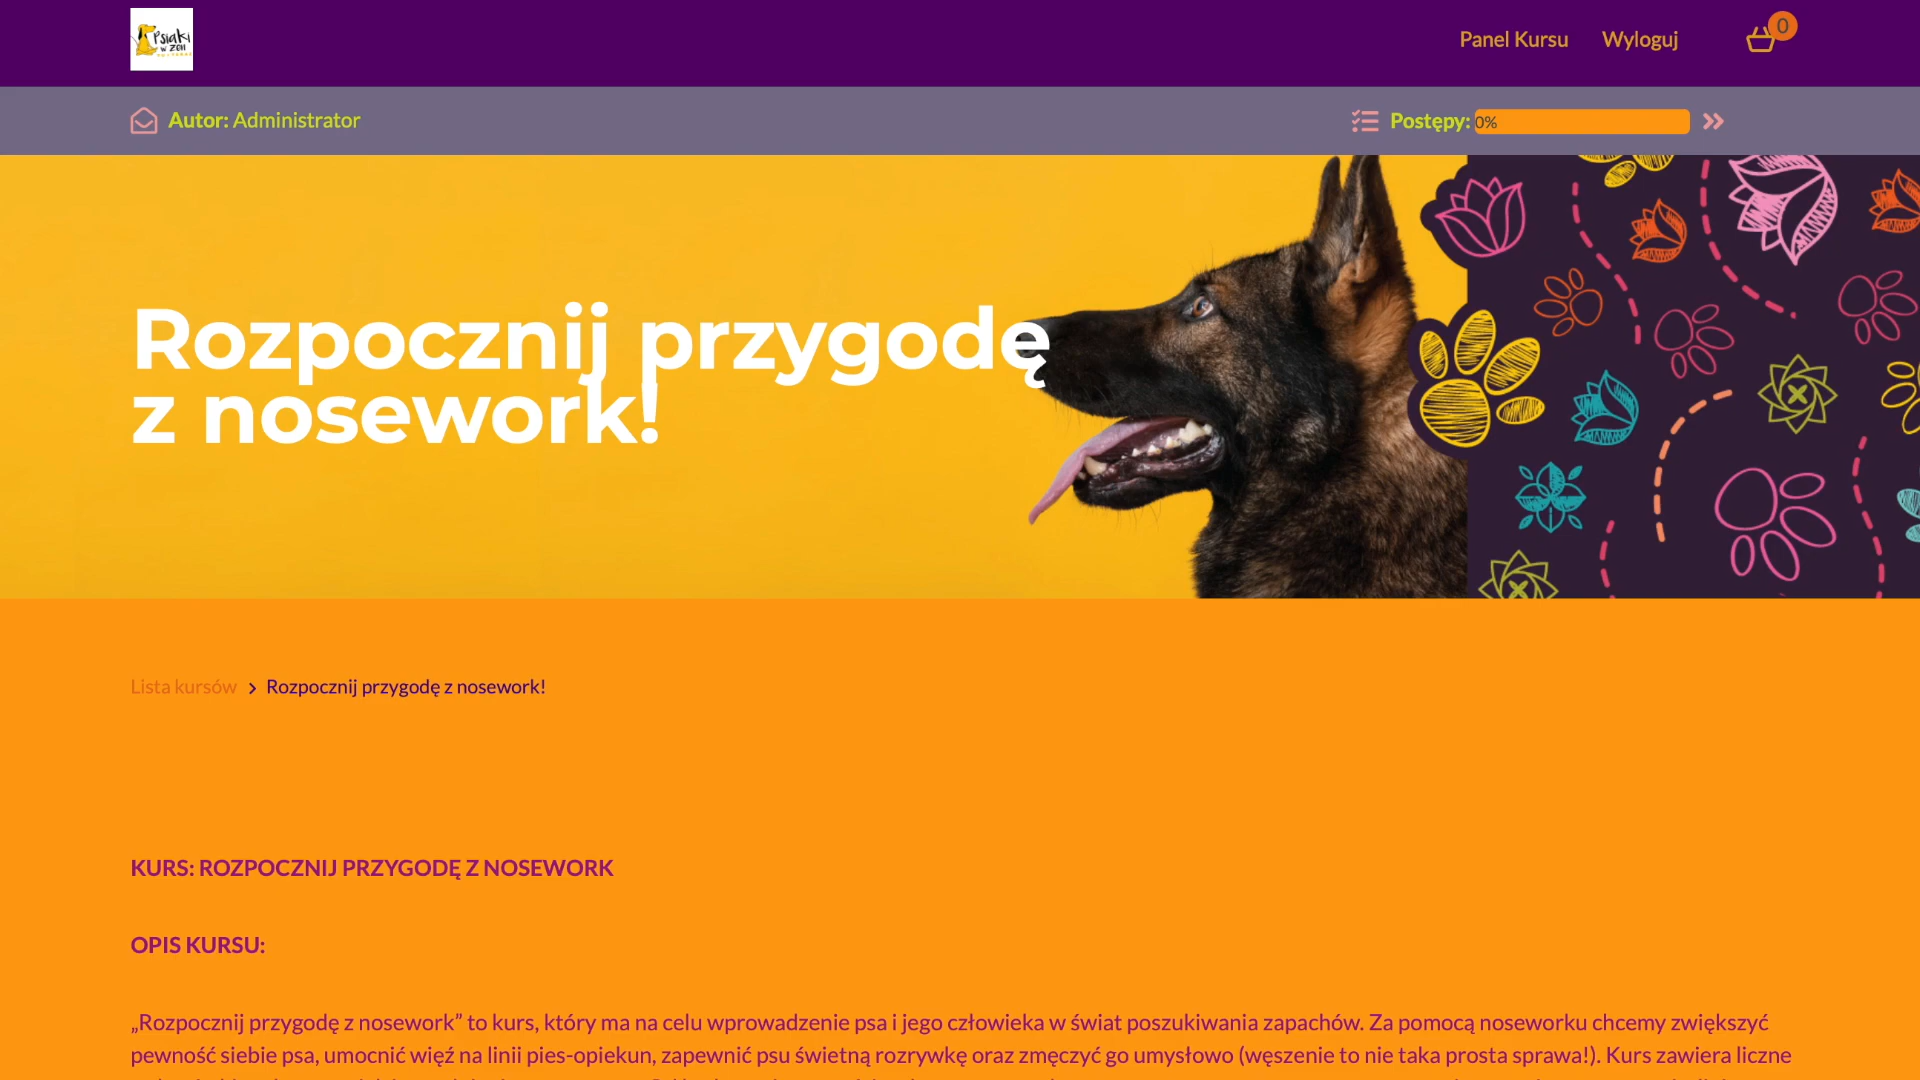 Psiaki
w zen
Panel Kursu
Wyloguj
0
Autor: Administrator
Postępy: 0%
Rozpocznij przygodę
z nosework!
Lista kursów > Rozpocznij przygodę z nosework!
KURS: ROZPOCZNIJ PRZYGODĘ Z NOSEWORK
OPIS KURSU:
„Rozpocznij przygodę z nosework” to kurs, który ma na celu wprowadzenie psa i jego człowieka w świat poszukiwania zapachów. Za pomocą noseworku chcemy zwiększyć
pewność siebie psa, umocnić więź na linii pies-opiekun, zapewnić psu świetną rozrywkę oraz zmęczyć go umysłowo (węszenie to nie taka prosta sprawa!). Kurs zawiera liczne